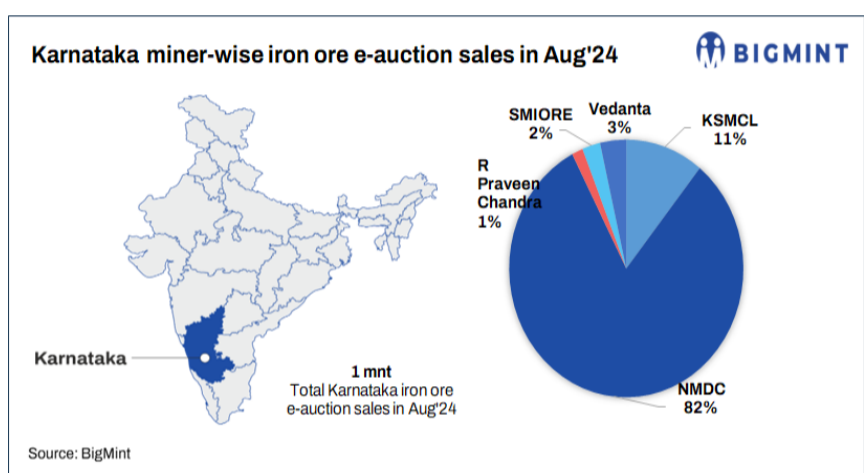 Karnataka miner-wise iron ore e-auction sales in Aug'24
BIGMINT
SMIORE
2%
Vedanta
3%
KSMCL
11%
R
Praveen
Chandra
1%
Karnataka
1 mnt
Total Karnataka iron ore
e-auction sales in Aug'24
NMDC
82%
Source: BigMint